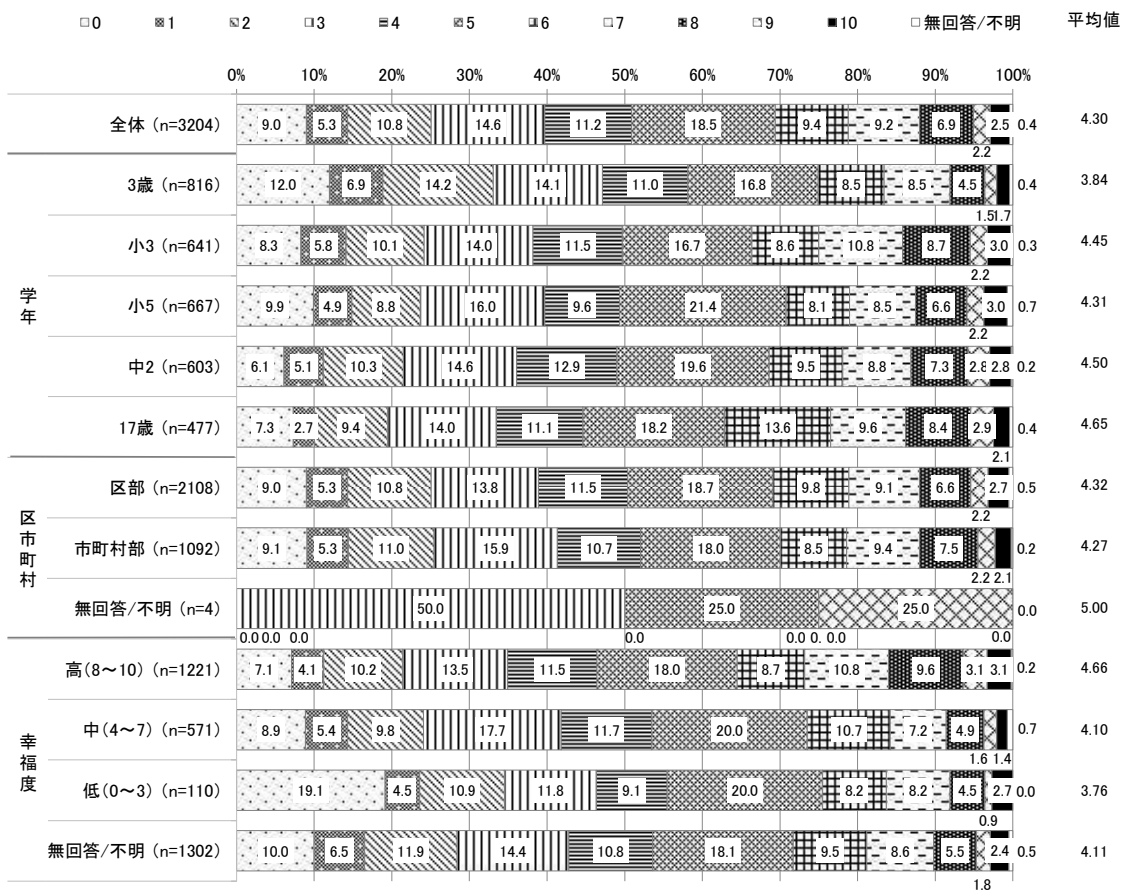 0 1 2 3 4 5 6 7 8 9 10 無回答/不明 平均値
0% 10% 20% 30% 40% 50% 60% 70% 80% 90% 100%
全体 (n=3204) 9.0 5.3 10.8 14.6 11.2 18.5 9.4 9.2 6.9 2.5 0.4 4.30
2.2
学年
3歳 (n=816) 12.0 6.9 14.2 14.1 11.0 16.8 8.5 8.5 4.5 0.4 3.84
1.5 1.7
小3 (n=641) 8.3 5.8 10.1 14.0 11.5 16.7 8.6 10.8 8.7 3.0 0.3 4.45
2.2
小5 (n=667) 9.9 4.9 8.8 16.0 9.6 21.4 8.1 8.5 6.6 3.0 0.7 4.31
2.2
中2 (n=603) 6.1 5.1 10.3 14.6 12.9 19.6 9.5 8.8 7.3 2.8 2.8 0.2 4.50
17歳 (n=477) 7.3 2.7 9.4 14.0 11.1 18.2 13.6 9.6 8.4 2.9 0.4 4.65
2.1
区市町村
区部 (n=2108) 9.0 5.3 10.8 13.8 11.5 18.7 9.8 9.1 6.6 2.7 0.5 4.32
2.2
市町村部 (n=1092) 9.1 5.3 11.0 15.9 10.7 18.0 8.5 9.4 7.5 0.2 4.27
2.2 2.1
無回答/不明 (n=4) 50.0 25.0 25.0 0.0 5.00
0.0 0.0 0.0 0.0 0.0 0.0 0.0 0.0
幸福度
高(8～10) (n=1221) 7.1 4.1 10.2 13.5 11.5 18.0 8.7 10.8 9.6 3.1 3.1 0.2 4.66
中(4～7) (n=571) 8.9 5.4 9.8 17.7 11.7 20.0 10.7 7.2 4.9 0.7 4.10
1.6 1.4
低(0～3) (n=110) 19.1 4.5 10.9 11.8 9.1 20.0 8.2 8.2 4.5 2.7 0.0 3.76
0.9
無回答/不明 (n=1302) 10.0 6.5 11.9 14.4 10.8 18.1 9.5 8.6 5.5 2.4 0.5 4.11
1.8